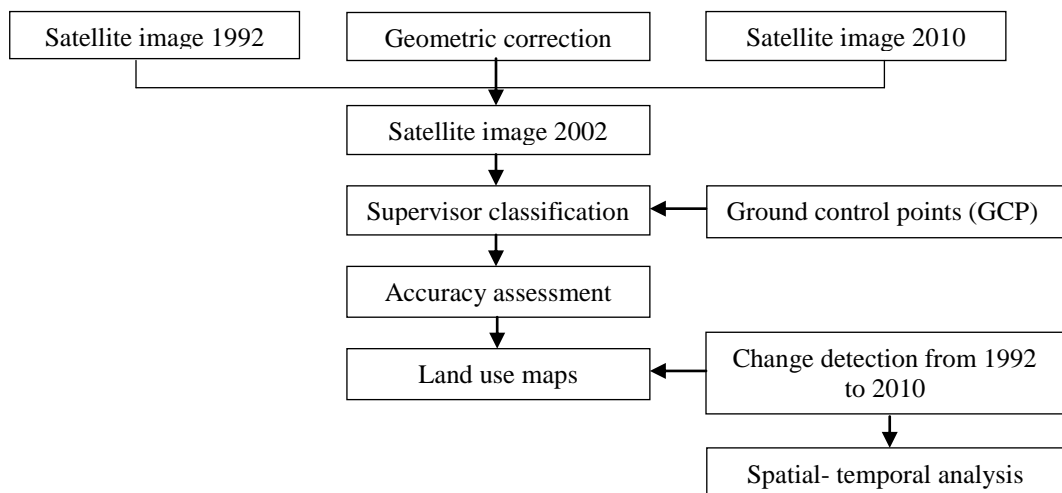 Satellite image 1992
Geometric correction
Satellite image 2010
Satellite image 2002
Supervisor classification
Ground control points (GCP)
Accuracy assessment
Land use maps
Change detection from 1992
to 2010
Spatial- temporal analysis